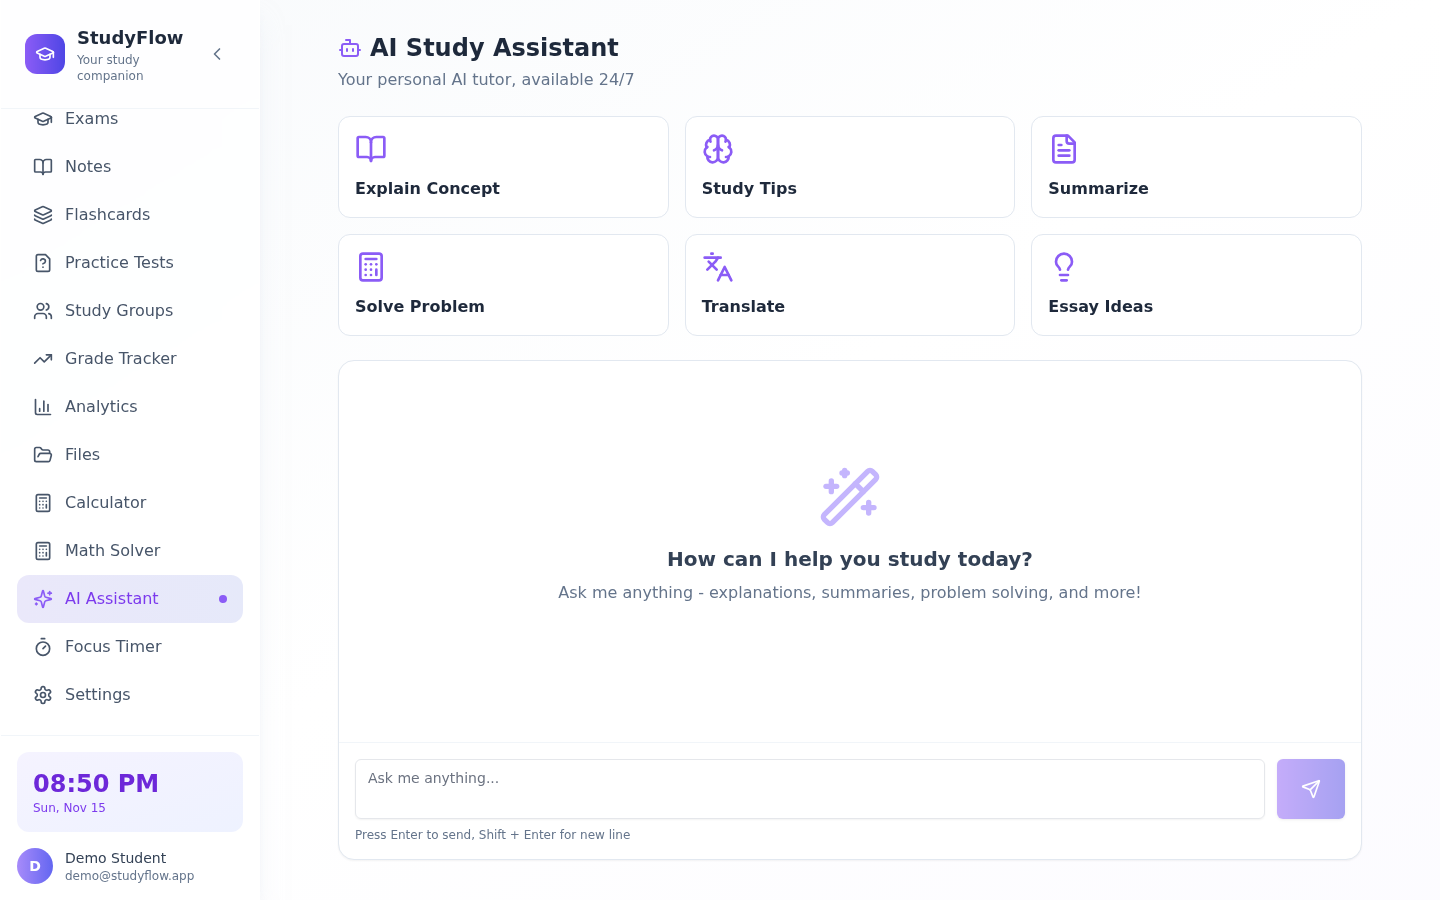 StudyFlow
Your study
companion
Exams
Notes
Flashcards
Practice Tests
Study Groups
Grade Tracker
Analytics
Files
Calculator
Math Solver
AI Assistant
Focus Timer
Settings
08:50 PM
Sun, Nov 15
D
Demo Student
demo@studyflow.app
AI Study Assistant
Your personal AI tutor, available 24/7
Explain Concept
Study Tips
Summarize
Solve Problem
Translate
Essay Ideas
How can I help you study today?
Ask me anything - explanations, summaries, problem solving, and more!
Ask me anything...
Press Enter to send, Shift + Enter for new line